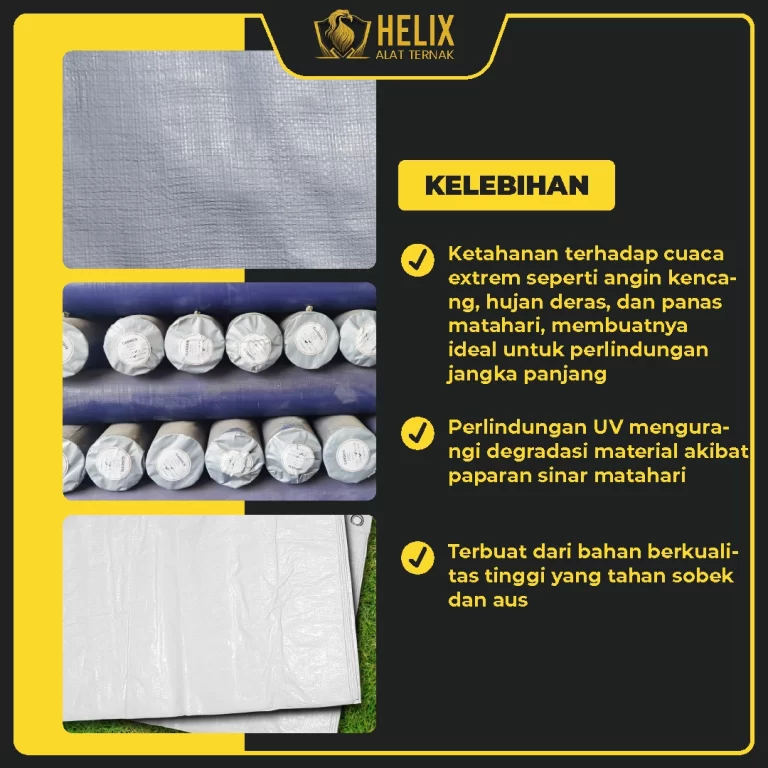 HELIX
ALAT TERNAK
KELEBIHAN
Ketahanan terhadap cuaca
extrem seperti angin kenca-
ng, hujan deras, dan panas
matahari, membuatnya
ideal untuk perlindungan
jangka panjang
Perlindungan UV mengura-
ngi degradasi material akibat
paparan sinar matahari
Terbuat dari bahan berkuali-
tas tinggi yang tahan sobek
dan aus